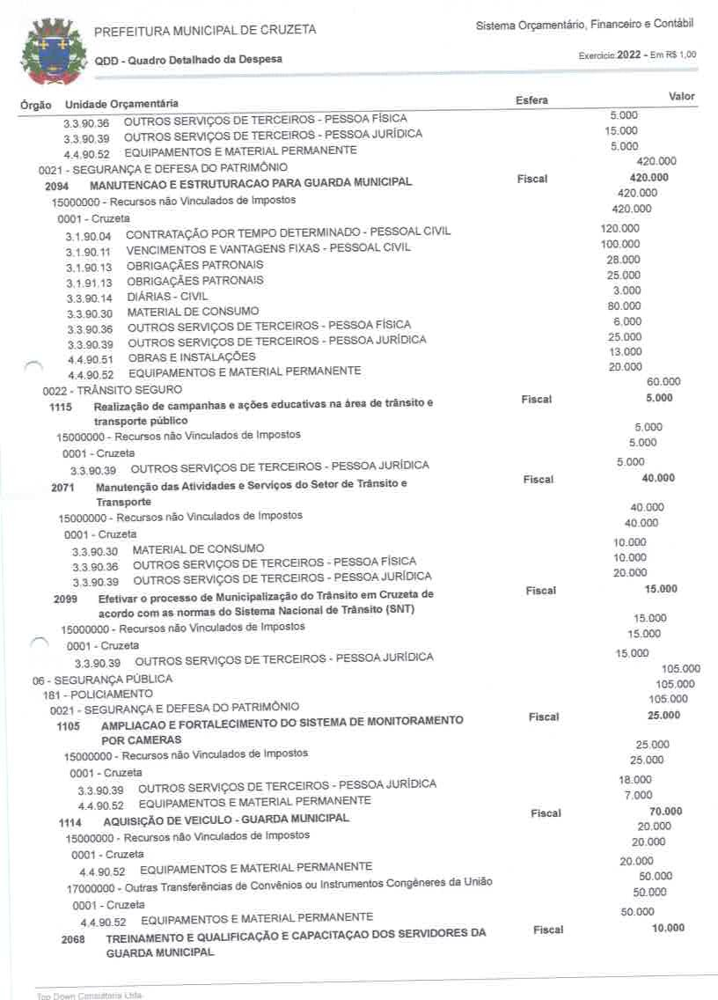 PREFEITURA MUNICIPAL DE CRUZETA
Sistema Orçamentário, Financeiro e Contábil
QDD - Quadro Detalhado da Despesa
Exercicio:2022 - Em R$ 1,00
Órgão Unidade Orçamentária Esfera Valor
3.3.90.36 OUTROS SERVIÇOS DE TERCEIROS - PESSOA FÍSICA 5.000
3.3.90.39 OUTROS SERVIÇOS DE TERCEIROS - PESSOA JURÍDICA 15.000
4.4.90.52 EQUIPAMENTOS E MATERIAL PERMANENTE 5.000
0021 - SEGURANÇA E DEFESA DO PATRIMÔNIO 420.000
2094 MANUTENCAO E ESTRUTURACAO PARA GUARDA MUNICIPAL Fiscal 420.000
15000000 - Recursos não Vinculados de Impostos 420.000
0001 - Cruzeta 420.000
3.1.90.04 CONTRATAÇÃO POR TEMPO DETERMINADO - PESSOAL CIVIL 120.000
3.1.90.11 VENCIMENTOS E VANTAGENS FIXAS - PESSOAL CIVIL 100.000
3.1.90.13 OBRIGAÇÃES PATRONAIS 28.000
3.1.91.13 OBRIGAÇÃES PATRONAIS 25.000
3.3.90.14 DIÁRIAS - CIVIL 3.000
3.3.90.30 MATERIAL DE CONSUMO 80.000
3.3.90.36 OUTROS SERVIÇOS DE TERCEIROS - PESSOA FÍSICA 6.000
3.3.90.39 OUTROS SERVIÇOS DE TERCEIROS - PESSOA JURÍDICA 25.000
4.4.90.51 OBRAS E INSTALAÇÕES 13.000
4.4.90.52 EQUIPAMENTOS E MATERIAL PERMANENTE 20.000
0022 - TRÂNSITO SEGURO 60.000
1115 Realização de campanhas e ações educativas na área de trânsito e Fiscal 5.000
transporte público
15000000 - Recursos não Vinculados de Impostos 5.000
0001 - Cruzeta 5.000
3.3.90.39 OUTROS SERVIÇOS DE TERCEIROS - PESSOA JURÍDICA 5.000
2071 Manutenção das Atividades e Serviços do Setor de Trânsito e Fiscal 40.000
Transporte
15000000 - Recursos não Vinculados de Impostos 40.000
0001 - Cruzeta 40.000
3.3.90.30 MATERIAL DE CONSUMO 10.000
3.3.90.36 OUTROS SERVIÇOS DE TERCEIROS - PESSOA FÍSICA 10.000
3.3.90.39 OUTROS SERVIÇOS DE TERCEIROS - PESSOA JURÍDICA 20.000
2099 Efetivar o processo de Municipalização do Trânsito em Cruzeta de Fiscal 15.000
acordo com as normas do Sistema Nacional de Trânsito (SNT)
15000000 - Recursos não Vinculados de Impostos 15.000
0001 - Cruzeta 15.000
3.3.90.39 OUTROS SERVIÇOS DE TERCEIROS - PESSOA JURÍDICA 15.000
06 - SEGURANÇA PÚBLICA 105.000
181 - POLICIAMENTO 105.000
0021 - SEGURANÇA E DEFESA DO PATRIMÔNIO 105.000
1105 AMPLIACAO E FORTALECIMENTO DO SISTEMA DE MONITORAMENTO Fiscal 25.000
POR CAMERAS
15000000 - Recursos não Vinculados de Impostos 25.000
0001 - Cruzeta 25.000
3.3.90.39 OUTROS SERVIÇOS DE TERCEIROS - PESSOA JURÍDICA 18.000
4.4.90.52 EQUIPAMENTOS E MATERIAL PERMANENTE 7.000
1114 AQUISIÇÃO DE VEICULO - GUARDA MUNICIPAL Fiscal 70.000
15000000 - Recursos não Vinculados de Impostos 20.000
0001 - Cruzeta 20.000
4.4.90.52 EQUIPAMENTOS E MATERIAL PERMANENTE 20.000
17000000 - Outras Transferências de Convênios ou Instrumentos Congêneres da União 50.000
0001 - Cruzeta 50.000
4.4.90.52 EQUIPAMENTOS E MATERIAL PERMANENTE 50.000
2068 TREINAMENTO E QUALIFICAÇÃO E CAPACITAÇAO DOS SERVIDORES DA Fiscal 10.000
GUARDA MUNICIPAL
Top Down Consultoria Ltda.